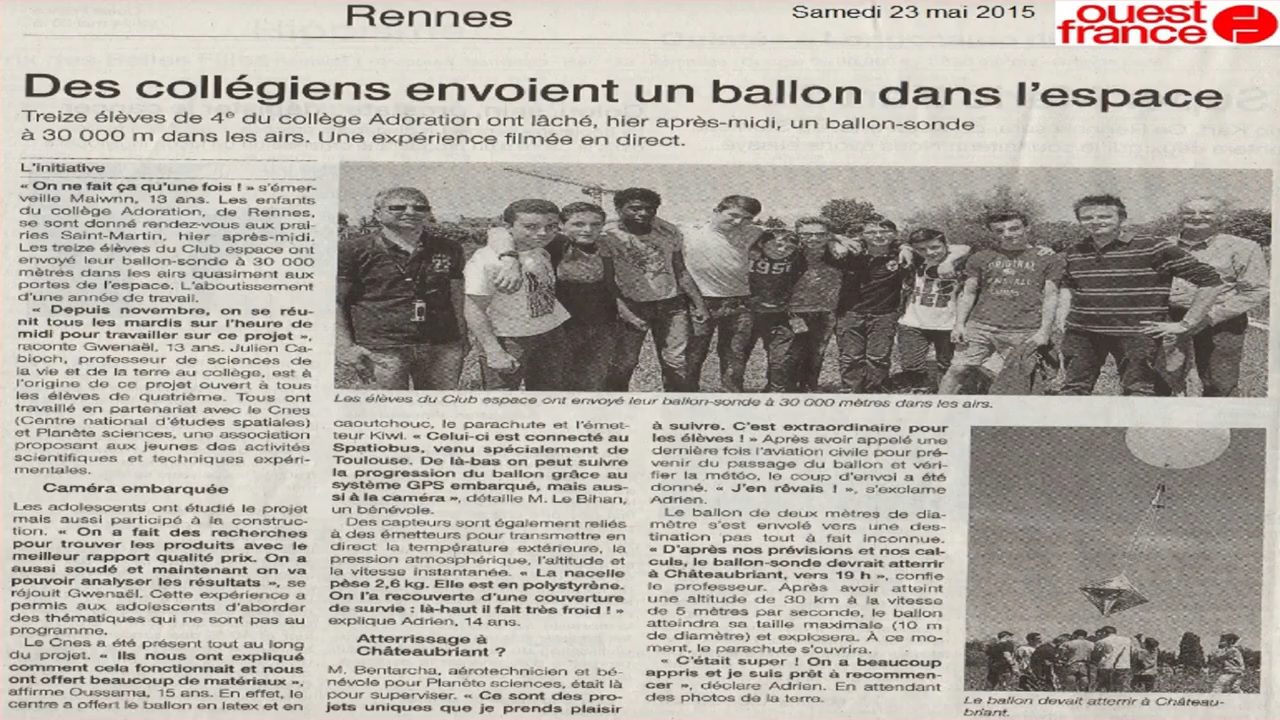 Rennes
Samedi 23 mai 2015
ouest
france
Des collégiens envoient un ballon dans l'espace
Treize élèves de 4e du collège Adoration ont lâché, hier après-midi, un ballon-sonde
à 30 000 m dans les airs. Une expérience filmée en direct.
L'initiative
« On ne fait ça qu'une fois ! » s'émer-
veille Maiwnn, 13 ans. Les enfants
du collège Adoration, de Rennes,
se sont donné rendez-vous aux prai-
ries Saint-Martin, hier après-midi.
Les treize élèves du Club espace ont
envoyé leur ballon-sonde à 30 000
mètres dans les airs quasiment aux
portes de l'espace. L'aboutissement
d'une année de travail.
« Depuis novembre, on se réu-
nit tous les mardis sur l'heure de
midi pour travailler sur ce projet »,
raconte Gwenaël, 13 ans. Julien Ca-
bioch, professeur de sciences de
la vie et de la terre au collège, est à
l'origine de ce projet ouvert à tous
les élèves de quatrième. Tous ont
travaillé en partenariat avec le Cnes
(Centre national d'études spatiales)
et Planète sciences, une association
proposant aux jeunes des activités
scientifiques et techniques expéri-
mentales.
Caméra embarquée
Les adolescents ont étudié le projet
mais aussi participé à la construc-
tion. « On a fait des recherches
pour trouver les produits avec le
meilleur rapport qualité prix. On a
aussi soudé et maintenant on va
pouvoir analyser les résultats », se
réjouit Gwenaël. Cette expérience a
permis aux adolescents d'aborder
des thématiques qui ne sont pas au
programme.
Le Cnes a été présent tout au long
du projet. « Ils nous ont expliqué
comment cela fonctionnait et nous
ont offert beaucoup de matériaux »,
affirme Oussama, 15 ans. En effet, le
centre a offert le ballon en latex et en
Les élèves du Club espace ont envoyé leur ballon-sonde à 30 000 mètres dans les airs.
caoutchouc, le parachute et l'émet-
teur Kiwi. « Celui-ci est connecté au
Spatiobus, venu spécialement de
Toulouse. De là-bas on peut suivre
la progression du ballon grâce au
système GPS embarqué, mais aus-
si à la caméra », détaille M. Le Bihan,
un bénévole.
Des capteurs sont également reliés
à des émetteurs pour transmettre en
direct la température extérieure, la
pression atmosphérique, l'altitude et
la vitesse instantanée. « La nacelle
pèse 2,6 kg. Elle est en polystyrène.
On l'a recouverte d'une couverture
de survie : là-haut il fait très froid ! »
explique Adrien, 14 ans.
Atterrissage à
Châteaubriant ?
M. Bentarcha, aérotechnicien et bé-
névole pour Planète sciences, était là
pour superviser. « Ce sont des pro-
jets uniques que je prends plaisir
à suivre. C'est extraordinaire pour
les élèves ! » Après avoir appelé une
dernière fois l'aviation civile pour pré-
venir du passage du ballon et véri-
fier la météo, le coup d'envoi a été
donné. « J'en rêvais ! », s'exclame
Adrien.
Le ballon de deux mètres de dia-
mètre s'est envolé vers une des-
tination pas tout à fait inconnue.
« D'après nos prévisions et nos cal-
culs, le ballon-sonde devrait atterrir
à Châteaubriant, vers 19 h », confie
le professeur. Après avoir atteint
une altitude de 30 km à la vitesse
de 5 mètres par seconde, le ballon
atteindra sa taille maximale (10 m
de diamètre) et explosera. À ce mo-
ment, le parachute s'ouvrira.
« C'était super ! On a beaucoup
appris et je suis prêt à recommen-
cer », déclare Adrien. En attendant
des photos de la terre.
Le ballon devait atterrir à Château-
briant.